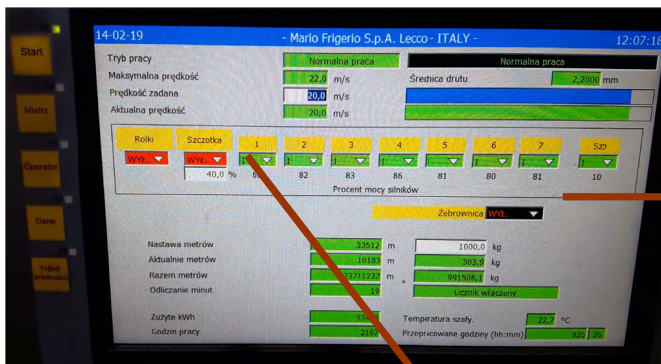 14-02-19 - Mario Frigerio S.p.A. Lecco - ITALY - 12:07:18
Start
Mistrz
Operator
Dane
Tryb pracy Normalna praca Normalna praca
Maksymalna prędkość 22,0 m/s Średnica drutu 2,2000 mm
Prędkość zadana 20,0 m/s
Aktualna prędkość 20,0 m/s
Rolki Szczotka 1 2 3 4 5 6 7 Szp
WYŁ. WYŁ. I I I I I I I I
40,0 % 82 83 86 81 80 81 10
Procent mocy silników
Żebrownica WYŁ.
Nastawa metrów 33512 m 1000,0 kg
Aktualnie metrów 10183 m 303,9 kg
Razem metrów m 991506,1 kg
Odliczanie minut 19 Licznik włączony
Zużyte kWh Temperatura szafy. 22,7 °C
Godzin pracy 2167 Przepracowane godziny (hh:mm) 826 26